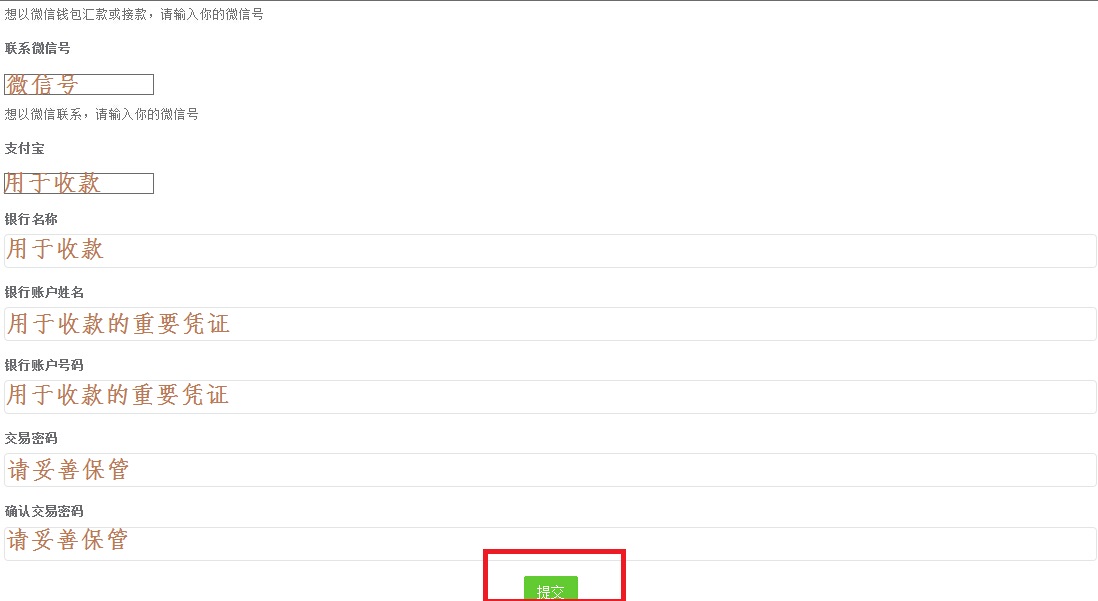 想以微信钱包汇款或接款，请输入你的微信号
联系微信号
微信号
想以微信联系，请输入你的微信号
支付宝
用于收款
银行名称
用于收款
银行账户姓名
用于收款的重要凭证
银行账户号码
用于收款的重要凭证
交易密码
请妥善保管
确认交易密码
请妥善保管
提交